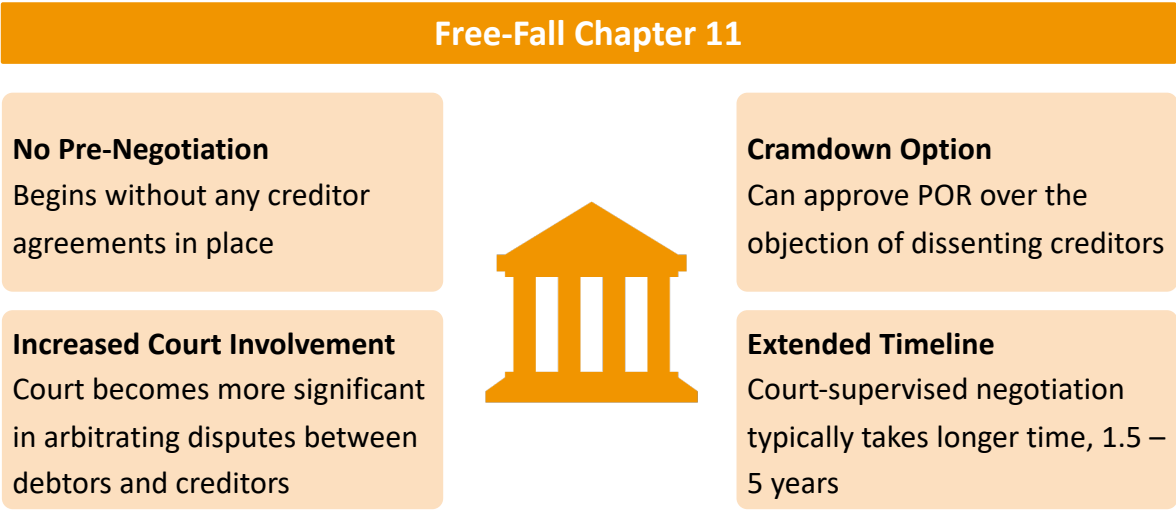 Free-Fall Chapter 11
No Pre-Negotiation
Begins without any creditor
agreements in place
Increased Court Involvement
Court becomes more significant
in arbitrating disputes between
debtors and creditors
Cramdown Option
Can approve POR over the
objection of dissenting creditors
Extended Timeline
Court-supervised negotiation
typically takes longer time, 1.5 –
5 years